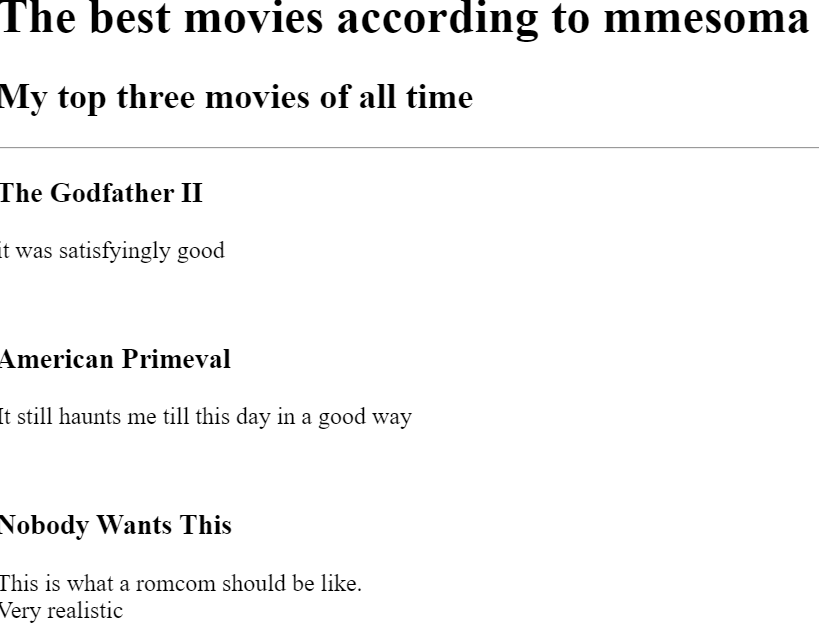 The best movies according to mmesoma
My top three movies of all time
The Godfather II
it was satisfyingly good
American Primeval
It still haunts me till this day in a good way
Nobody Wants This
This is what a romcom should be like.
Very realistic